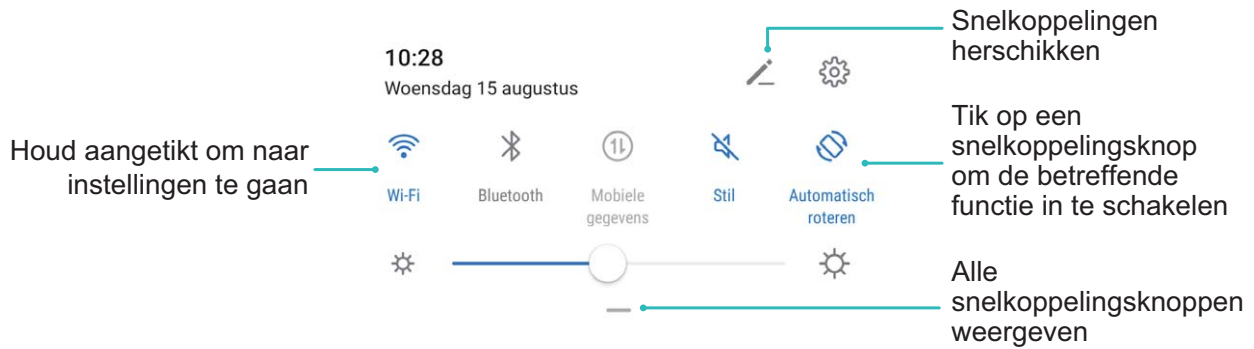 Snelkoppelingen
herschikken
10:28
Woensdag 15 augustus
Houd aangetikt om naar
instellingen te gaan
Tik op een
snelkoppelingsknop
om de betreffende
functie in te schakelen
Wi-Fi
Bluetooth
Mobiele
gegevens
Stil
Automatisch
roteren
Alle
snelkoppelingsknoppen
weergeven